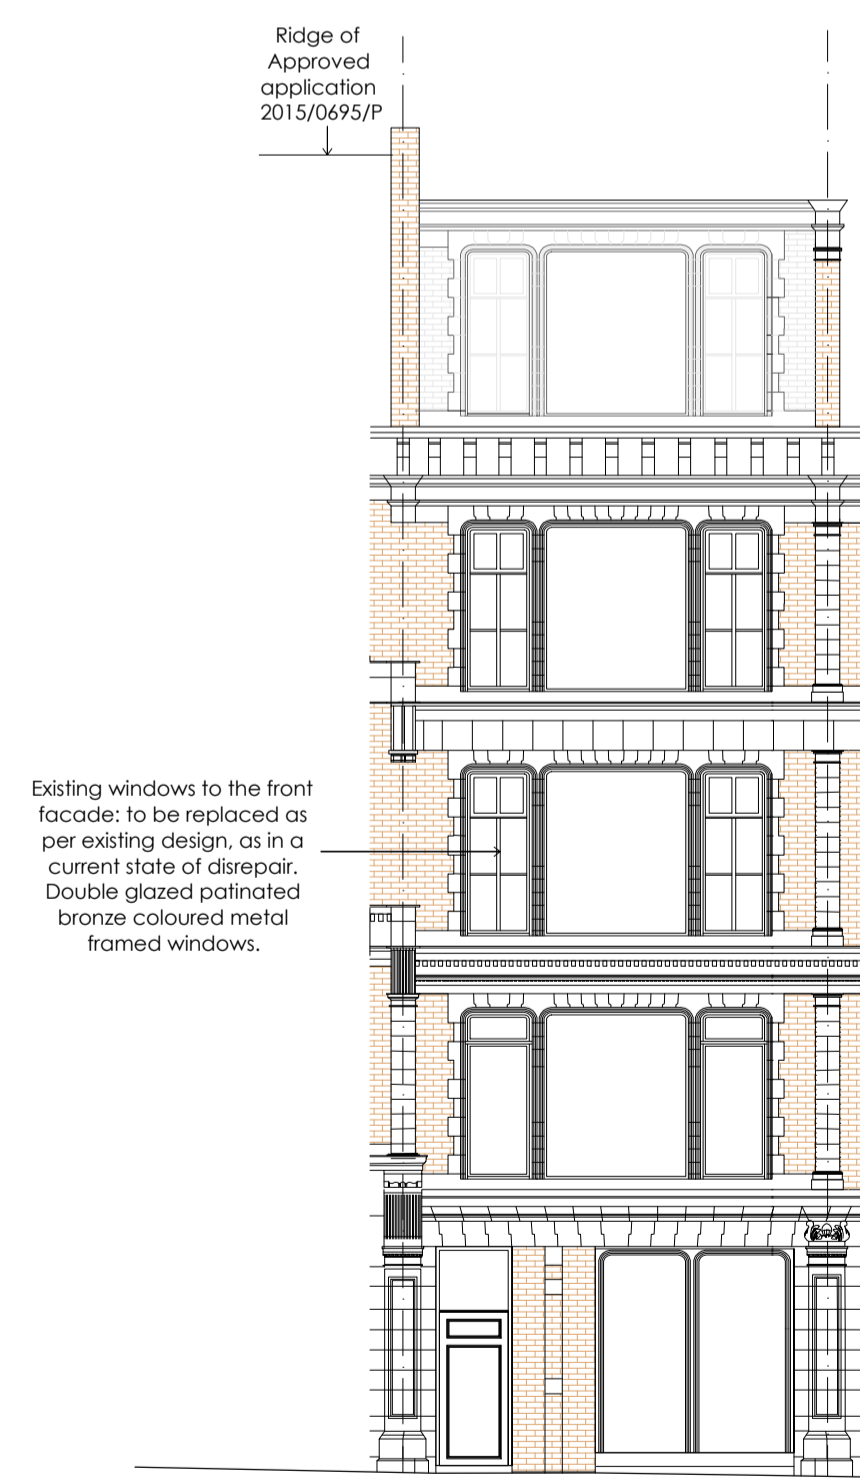 Ridge of
Approved
application
2015/0695/P
Existing windows to the front
facade: to be replaced as
per existing design, as in a
current state of disrepair.
Double glazed patinated
bronze coloured metal
framed windows.